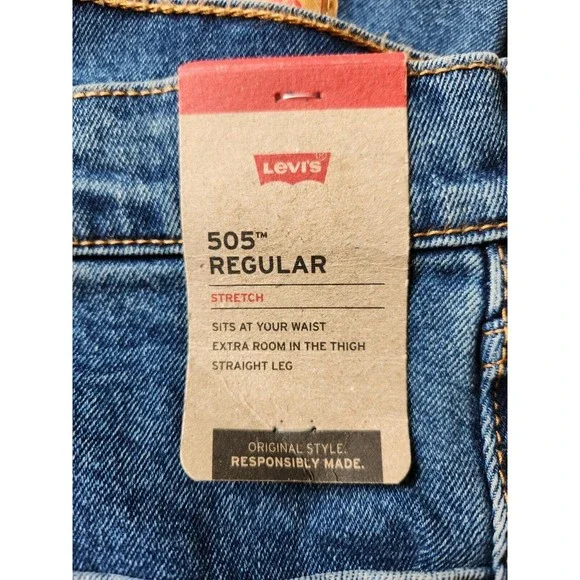 Levi's
505™
REGULAR
STRETCH
SITS AT YOUR WAIST
EXTRA ROOM IN THE THIGH
STRAIGHT LEG
ORIGINAL STYLE.
RESPONSIBLY MADE.